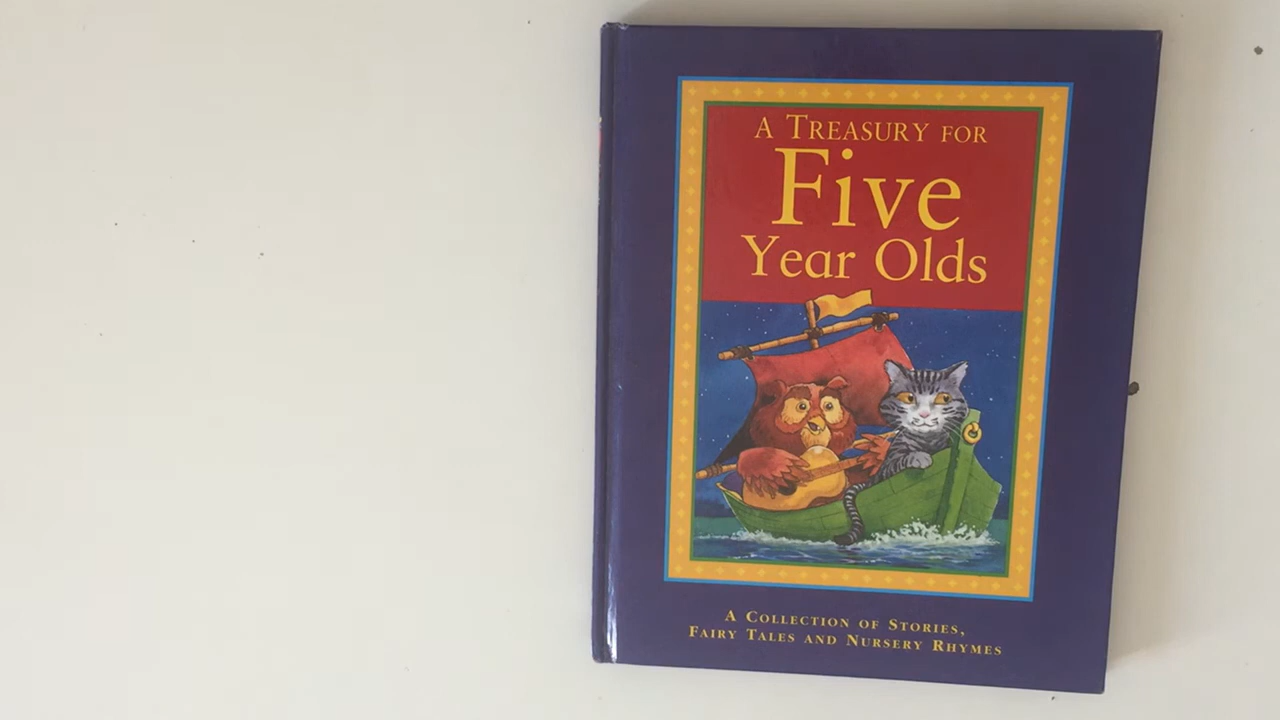 A TREASURY FOR
Five
Year Olds
A COLLECTION OF STORIES,
FAIRY TALES AND NURSERY RHYMES